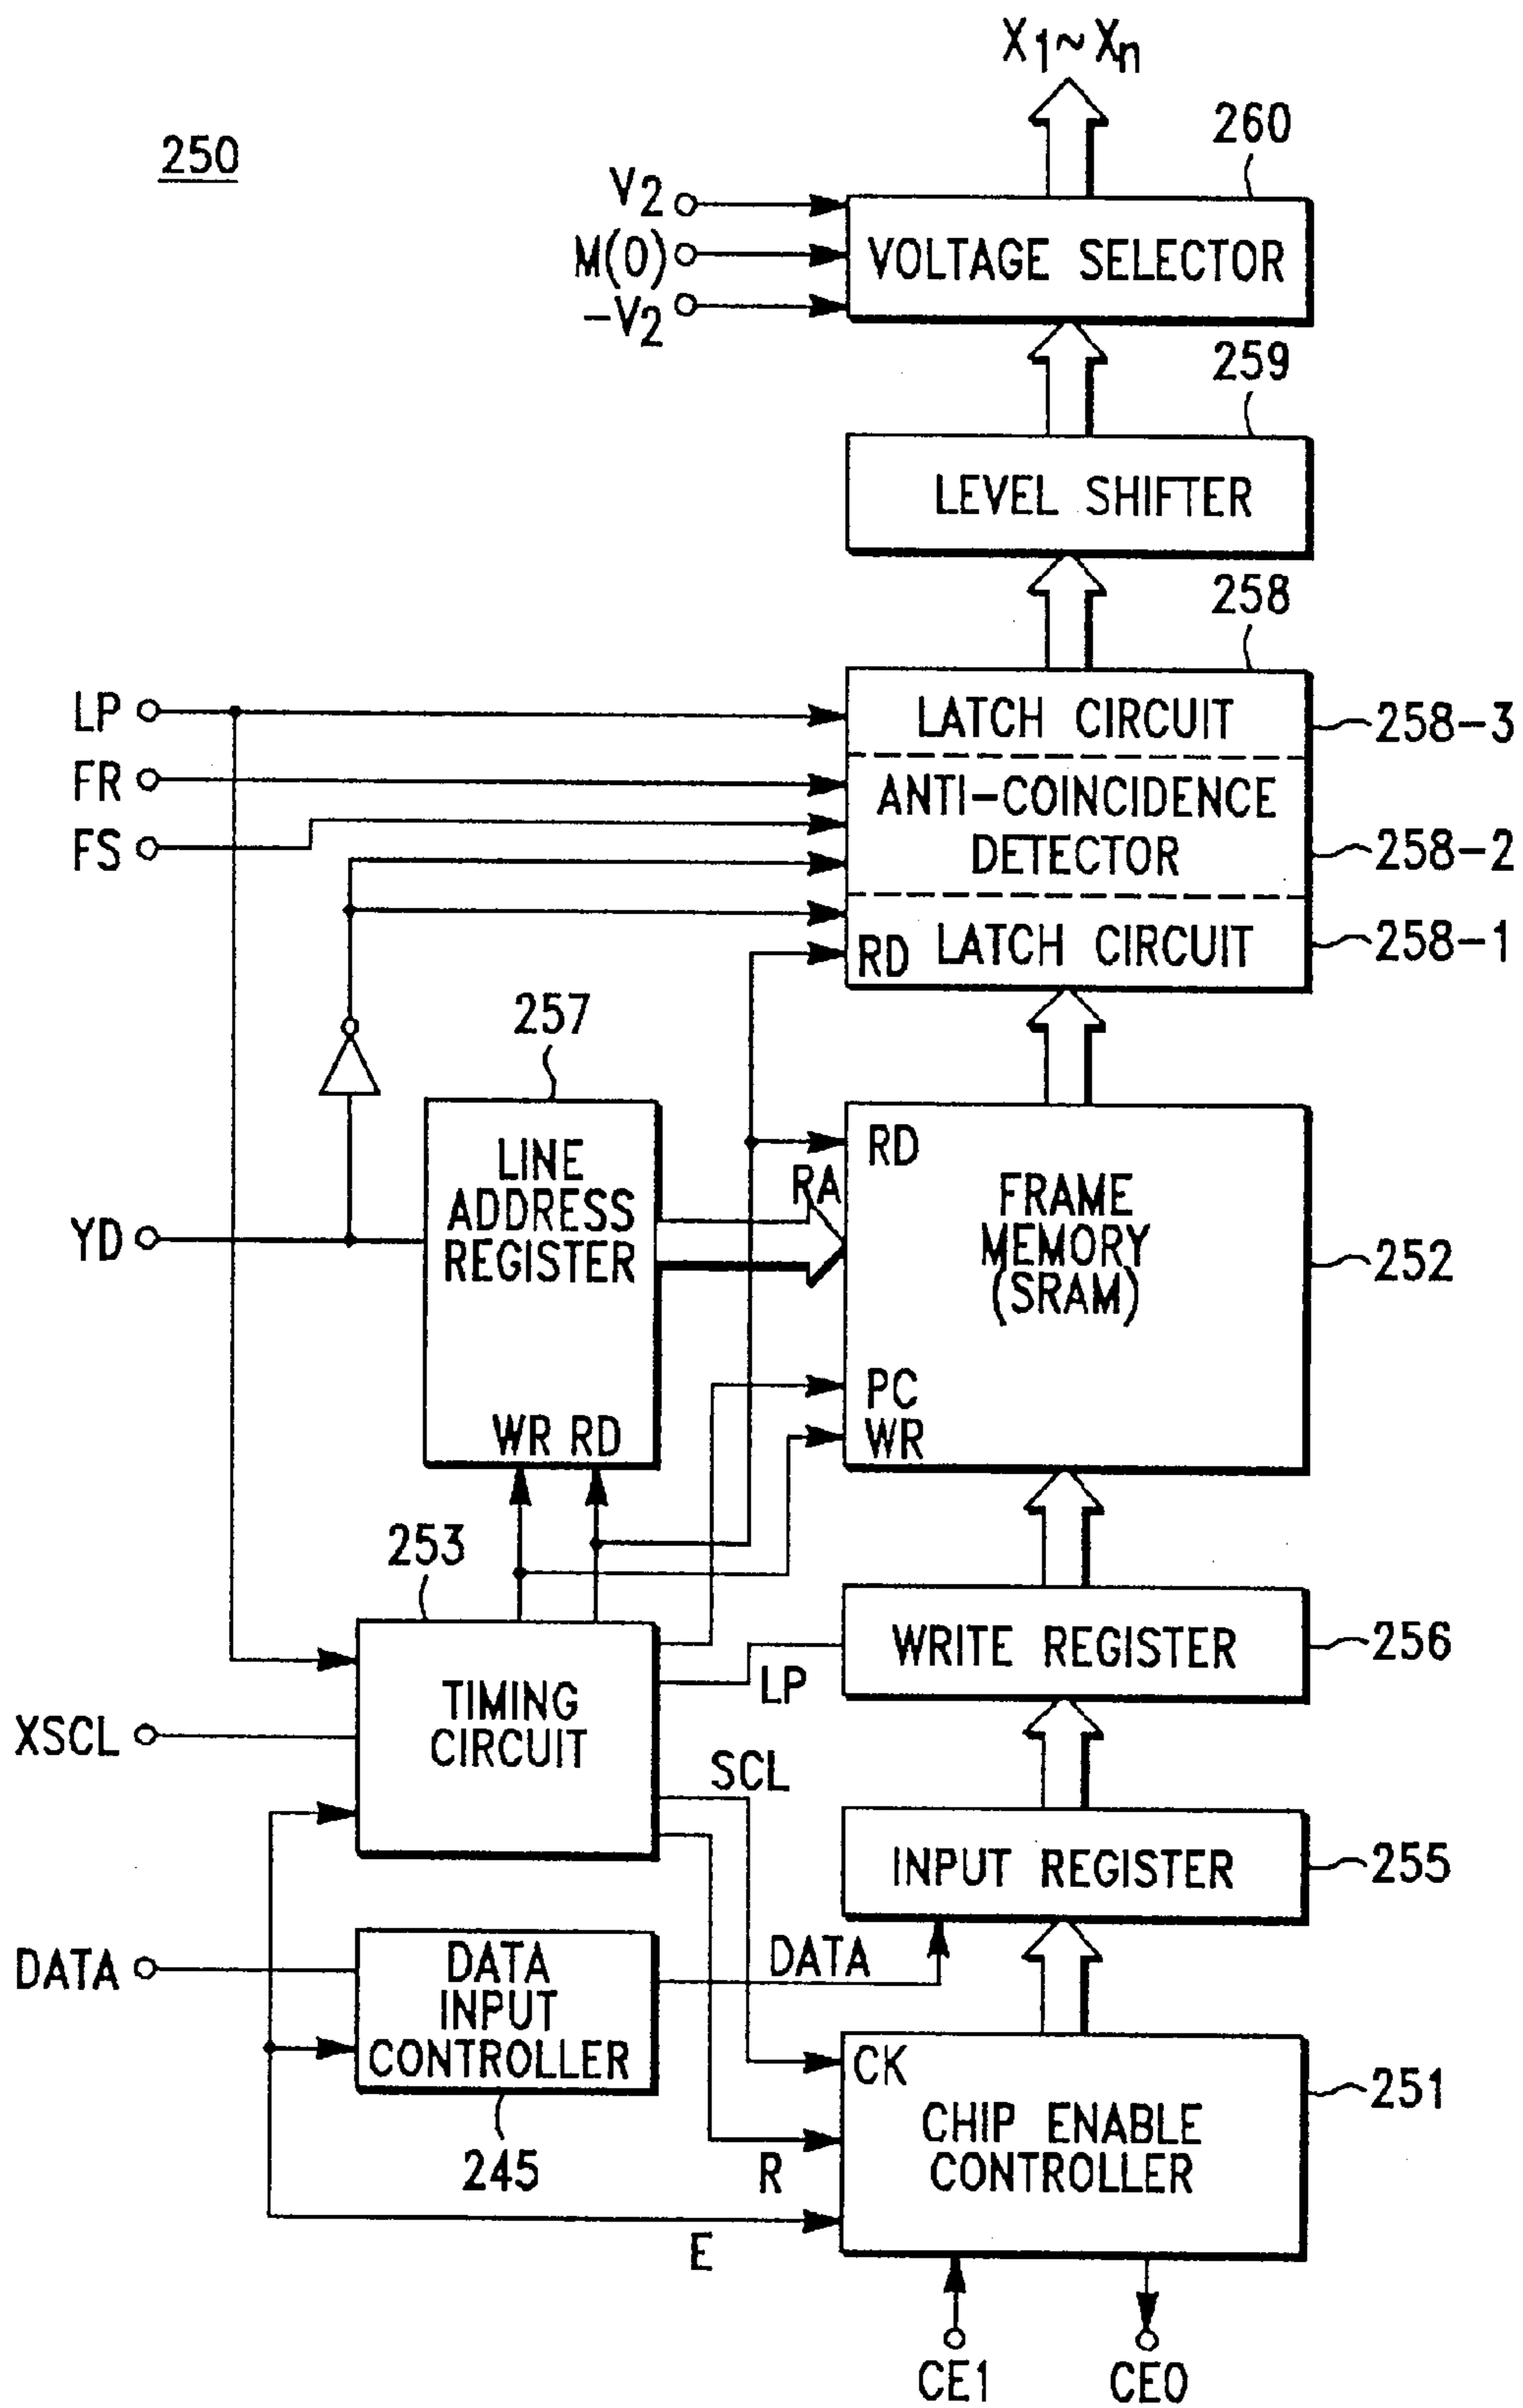 X1~Xn
250
260
V2
M(0)
-V2
VOLTAGE SELECTOR
259
LEVEL SHIFTER
258
LP
FR
FS
LATCH CIRCUIT
258-3
ANTI-COINCIDENCE
DETECTOR
258-2
RD
LATCH CIRCUIT
258-1
257
LINE
ADDRESS
REGISTER
WR RD
YD
RD
RA
FRAME
MEMORY
(SRAM)
252
PC
WR
253
TIMING
CIRCUIT
XSCL
LP
WRITE REGISTER
256
SCL
INPUT REGISTER
255
DATA
DATA
INPUT
CONTROLLER
245
DATA
CK
CHIP ENABLE
CONTROLLER
251
R
E
CE1
CE0